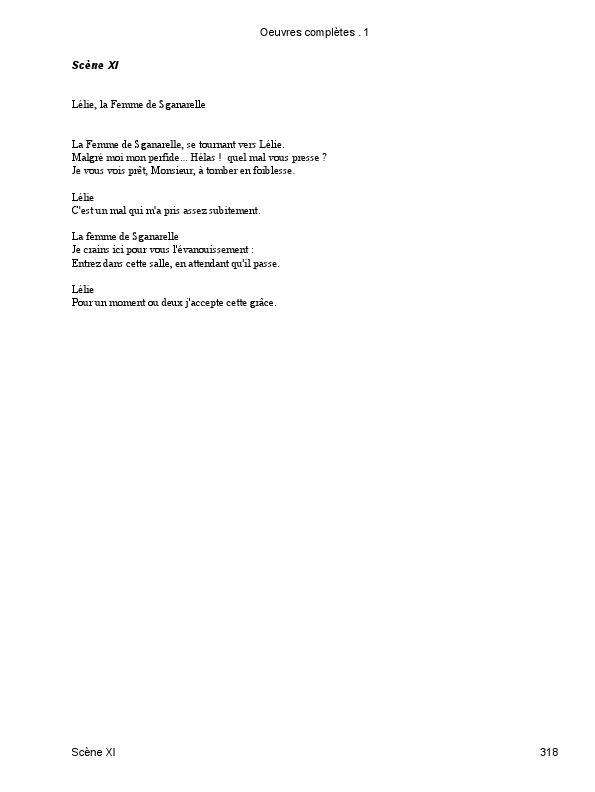 Oeuvres complètes . 1
Scène XI
Lélie, la Femme de Sganarelle
La Femme de Sganarelle, se tournant vers Lélie.
Malgré moi mon perfide... Hélas ! quel mal vous presse ?
Je vous vois prêt, Monsieur, à tomber en foiblesse.
Lélie
C'est un mal qui m'a pris assez subitement.
La femme de Sganarelle
Je crains ici pour vous l'évanouissement :
Entrez dans cette salle, en attendant qu'il passe.
Lélie
Pour un moment ou deux j'accepte cette grâce.
Scène XI 318